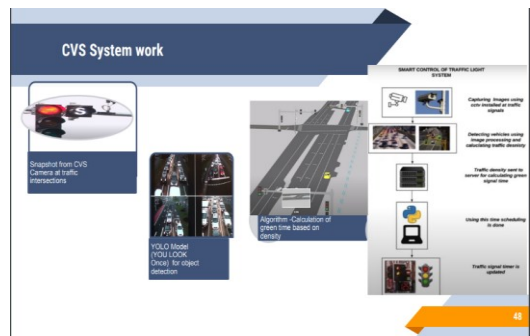 CVS System work
Snapshot from CVS
Camera at traffic
intersections
YOLO Model
(YOU LOOK
Once) for object
detection
Algorithm -Calculation of
green time based on
density
SMART CONTROL OF TRAFFIC LIGHT
SYSTEM
Capturing images using
cctv installed at traffic
signals
Detecting vehicles using
image processing and
calculating traffic density
Traffic density sent to
server for calculating green
signal time
Using this time scheduling
is done
Traffic signal timer is
updated
48